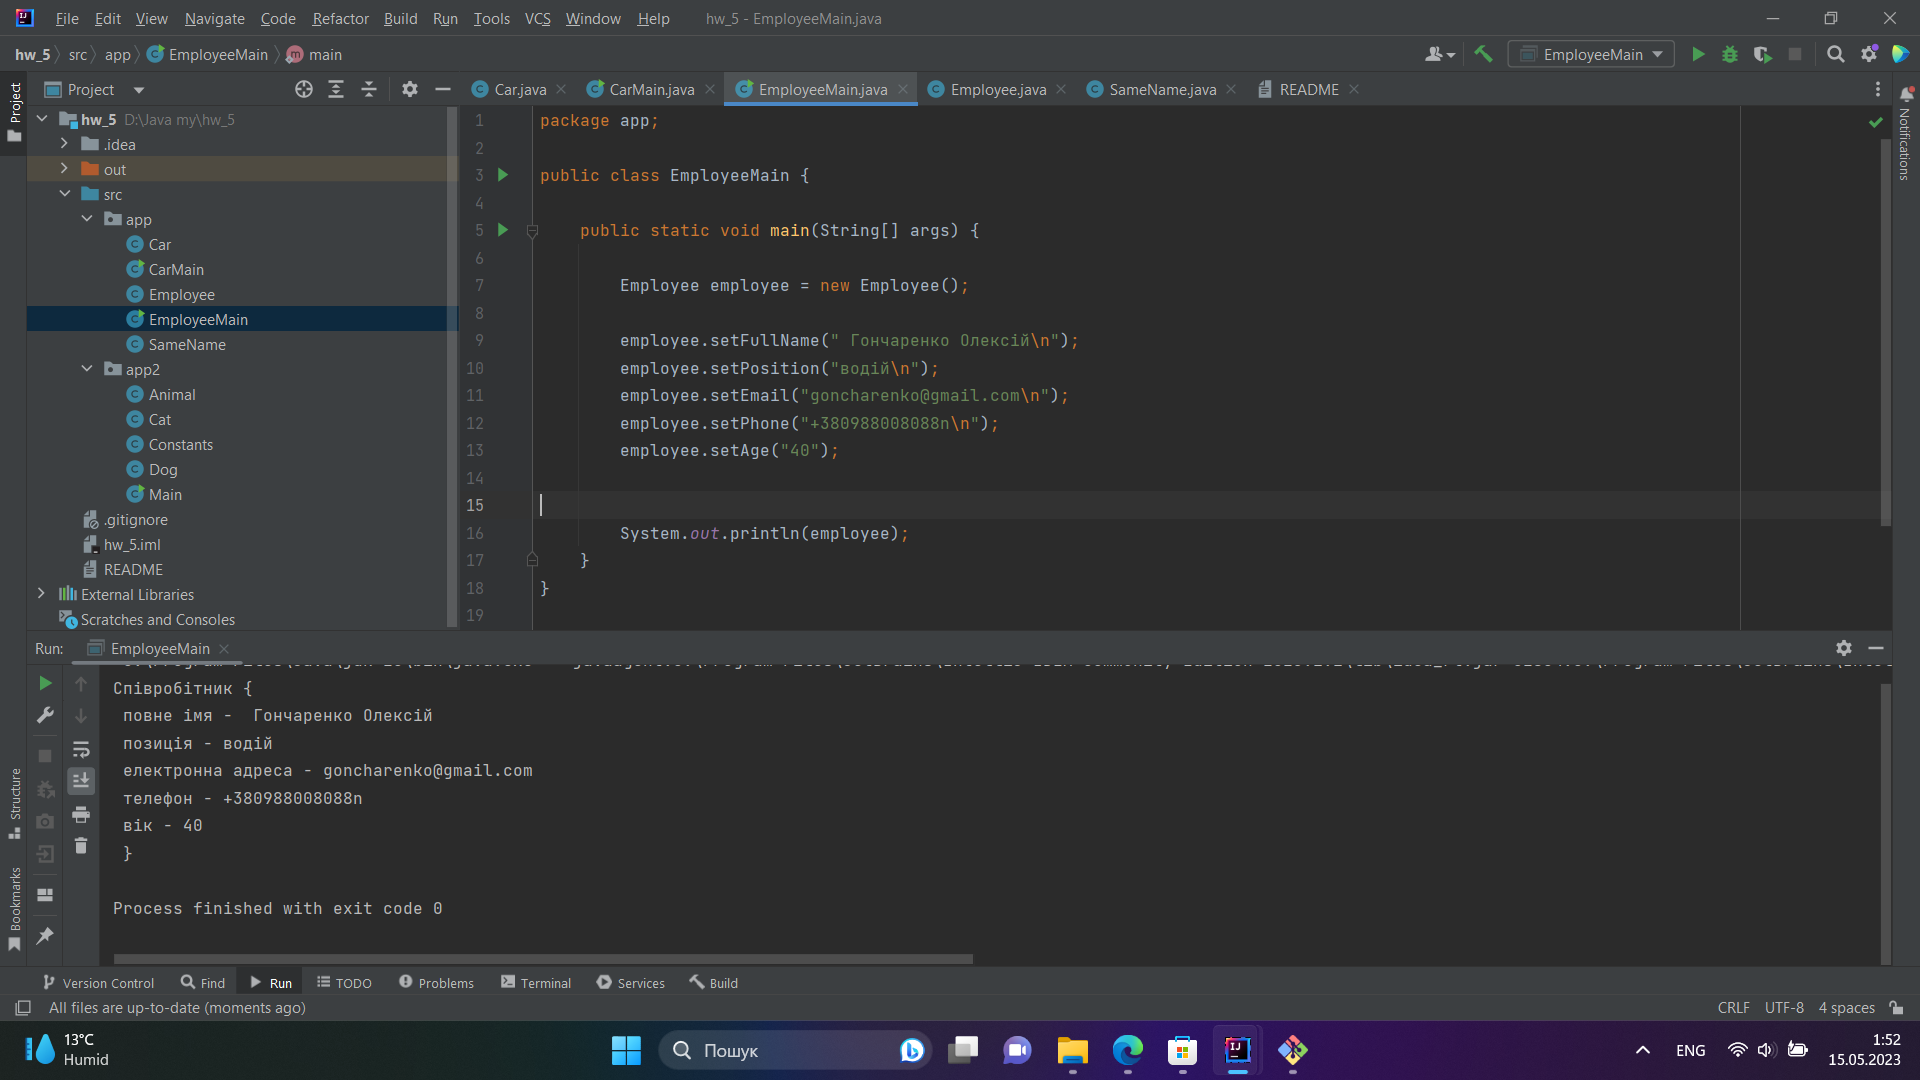 File Edit View Navigate Code Refactor Build Run Tools VCS Window Help hw_5 - EmployeeMain.java
hw_5 src app EmployeeMain main
EmployeeMain
Project
Car.java CarMain.java EmployeeMain.java Employee.java SameName.java README
Project
Notifications
hw_5 D:\Java my\hw_5
.idea
out
src
app
Car
CarMain
Employee
EmployeeMain
SameName
app2
Animal
Cat
Constants
Dog
Main
.gitignore
hw_5.iml
README
External Libraries
Scratches and Consoles
1 package app;
2
3 public class EmployeeMain {
4
5 public static void main(String[] args) {
6
7 Employee employee = new Employee();
8
9 employee.setFullName(" Гончаренко Олексій\n");
10 employee.setPosition("водій\n");
11 employee.setEmail("goncharenko@gmail.com\n");
12 employee.setPhone("+380988008088n\n");
13 employee.setAge("40");
14
15
16 System.out.println(employee);
17 }
18 }
19
Run: EmployeeMain
Співробітник {
повне імя -  Гончаренко Олексій
позиція - водій
електронна адреса - goncharenko@gmail.com
телефон - +380988008088n
вік - 40
}
Process finished with exit code 0
Structure
Bookmarks
Version Control Find Run TODO Problems Terminal Services Build
All files are up-to-date (moments ago)
CRLF UTF-8 4 spaces
13°C
Humid
Пошук
ENG
1:52
15.05.2023